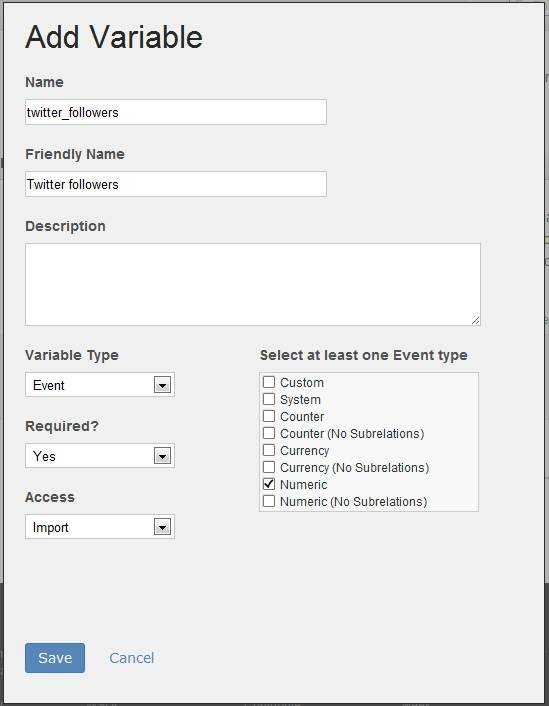 Add Variable
Name
twitter_followers
Friendly Name
Twitter followers
Description
Variable Type
Event
Required?
Yes
Access
Import
Select at least one Event type
Custom
System
Counter
Counter (No Subrelations)
Currency
Currency (No Subrelations)
Numeric
Numeric (No Subrelations)
Save
Cancel